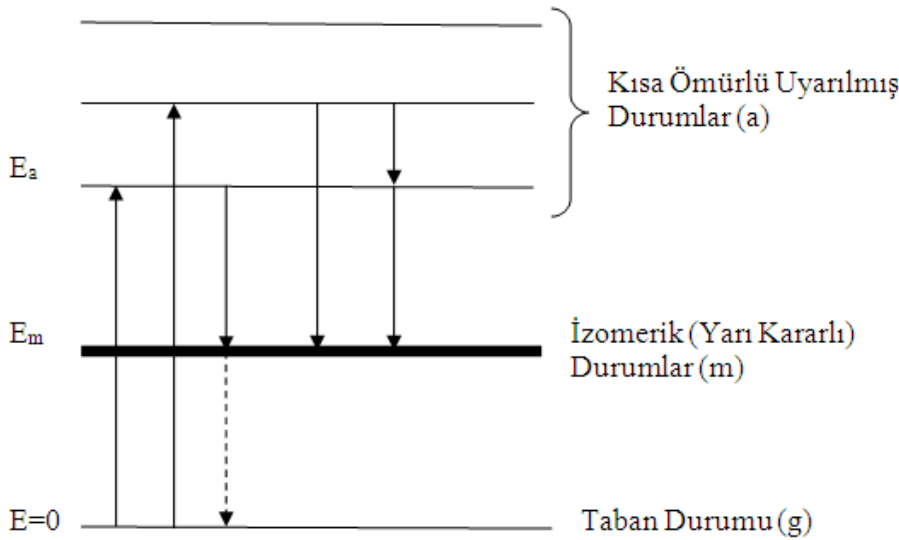 Kısa Ömürlü Uyarılmış
Durumlar (a)
Ea
Em
İzomerik (Yarı Kararlı)
Durumlar (m)
E=0
Taban Durumu (g)